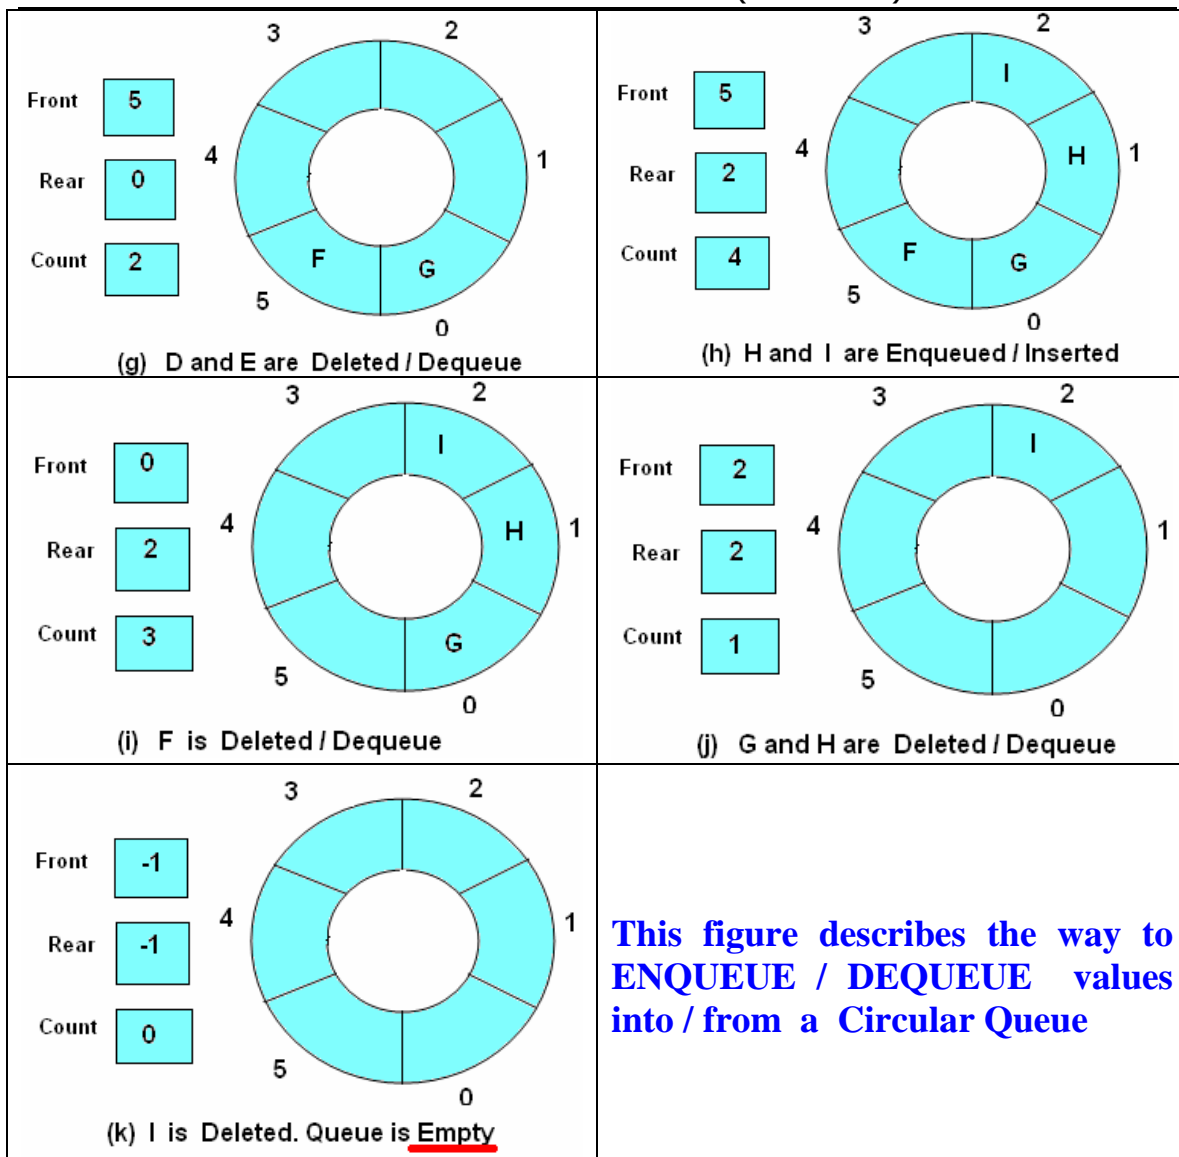 3 2
Front 5
4 1
Rear 0
Count 2
F G
5
0
(g) D and E are Deleted / Dequeue
3 2
I
Front 5
4 H 1
Rear 2
Count 4
F G
5
0
(h) H and I are Enqueued / Inserted
3 2
I
Front 0
4 H 1
Rear 2
Count 3
G
5
0
(i) F is Deleted / Dequeue
3 2
I
Front 2
4 1
Rear 2
Count 1
5
0
(j) G and H are Deleted / Dequeue
3 2
Front -1
4 1
Rear -1
Count 0
5
0
(k) I is Deleted. Queue is Empty
This figure describes the way to
ENQUEUE / DEQUEUE values
into / from a Circular Queue